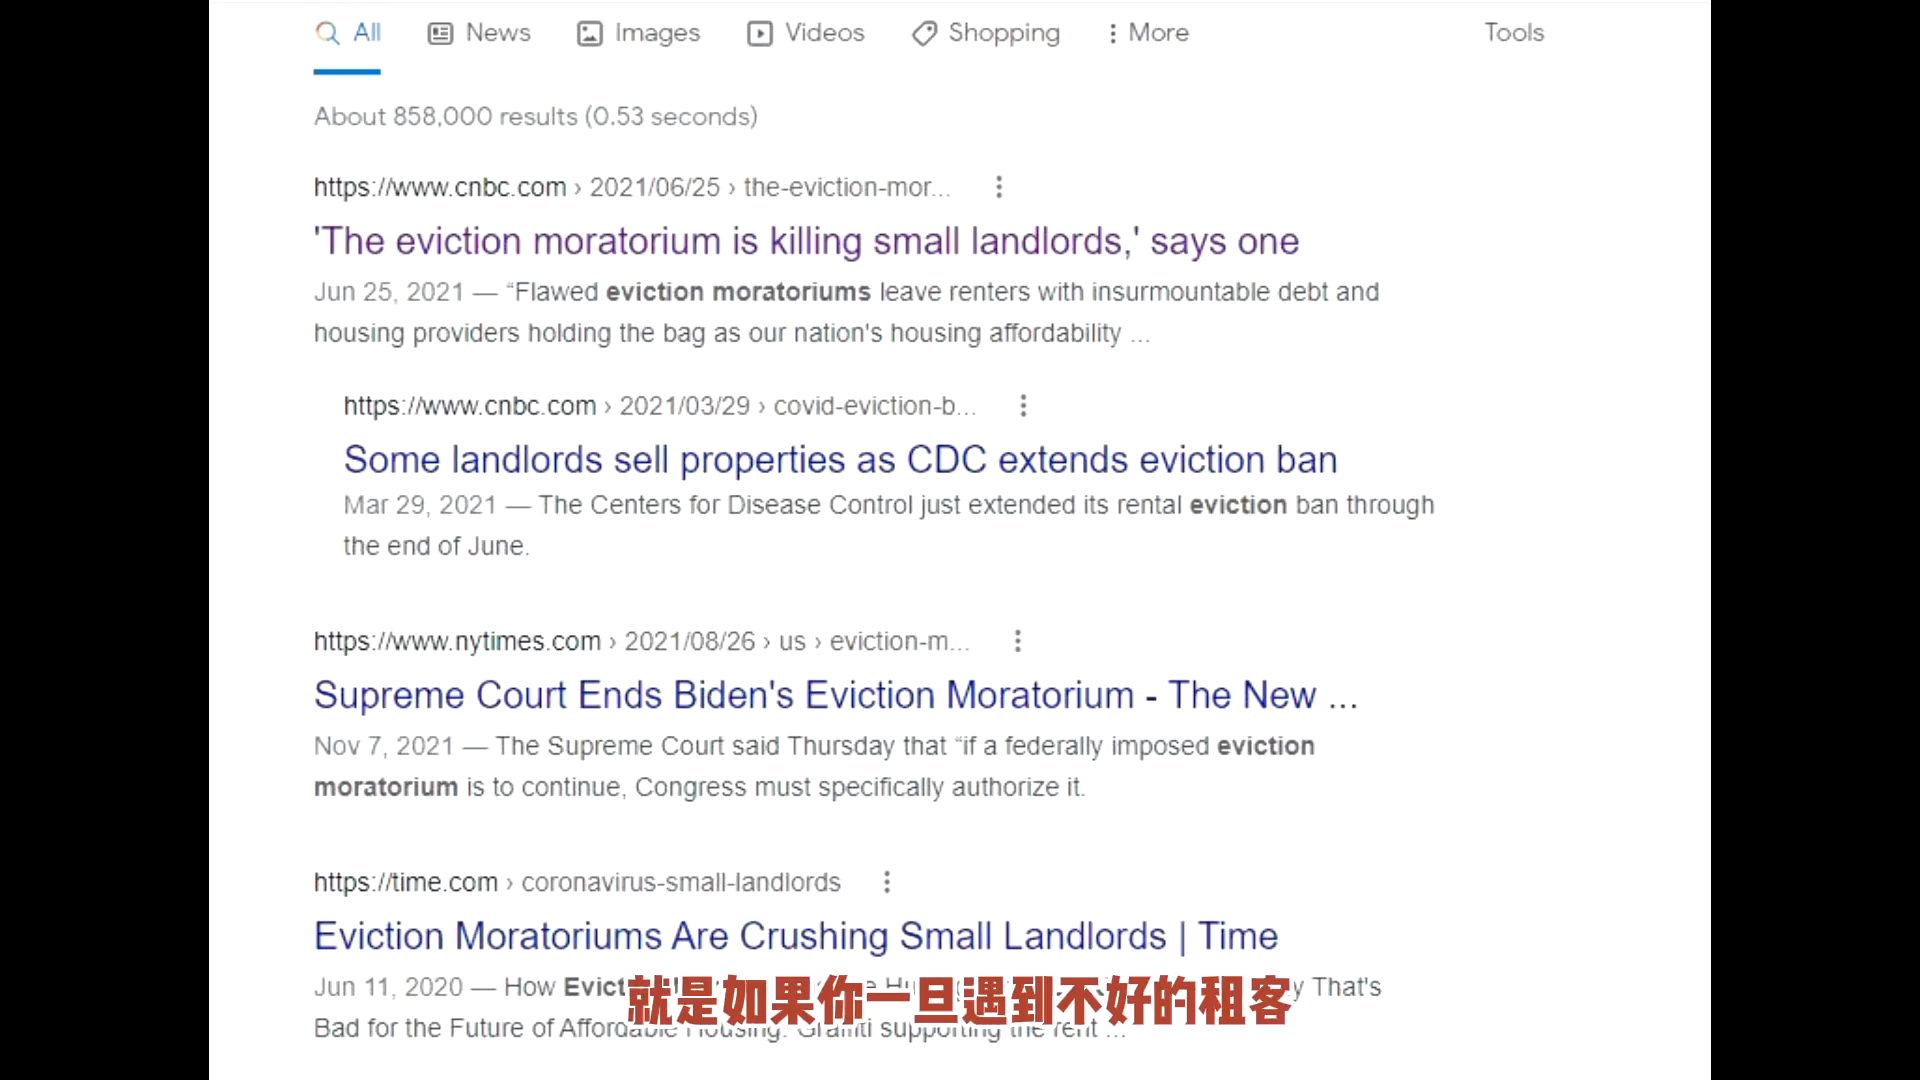 All News Images Videos Shopping More Tools
About 858,000 results (0.53 seconds)
https://www.cnbc.com › 2021/06/25 › the-eviction-mor...
'The eviction moratorium is killing small landlords,' says one
Jun 25, 2021 — “Flawed eviction moratoriums leave renters with insurmountable debt and
housing providers holding the bag as our nation's housing affordability ...
https://www.cnbc.com › 2021/03/29 › covid-eviction-b...
Some landlords sell properties as CDC extends eviction ban
Mar 29, 2021 — The Centers for Disease Control just extended its rental eviction ban through
the end of June.
https://www.nytimes.com › 2021/08/26 › us › eviction-m...
Supreme Court Ends Biden's Eviction Moratorium - The New ...
Nov 7, 2021 — The Supreme Court said Thursday that “if a federally imposed eviction
moratorium is to continue, Congress must specifically authorize it.
https://time.com › coronavirus-small-landlords
Eviction Moratoriums Are Crushing Small Landlords | Time
Jun 11, 2020 — How That's
Bad for the Future of Affordable Housing. Graffiti supporting the rent ...
就是如果你一旦遇到不好的租客